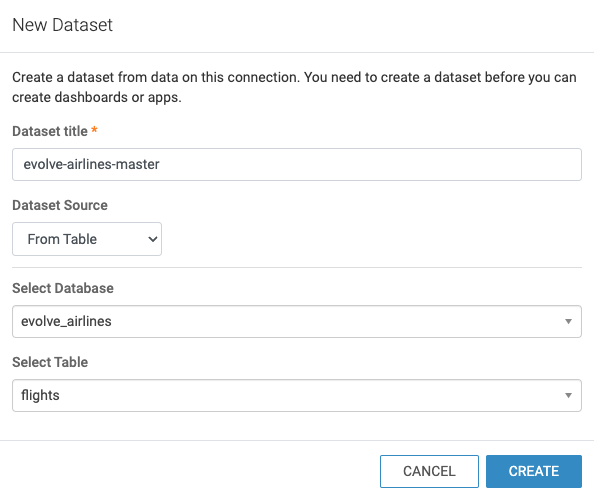 New Dataset
Create a dataset from data on this connection. You need to create a dataset before you can
create dashboards or apps.
Dataset title *
evolve-airlines-master
Dataset Source
From Table
Select Database
evolve_airlines
Select Table
flights
CANCEL
CREATE